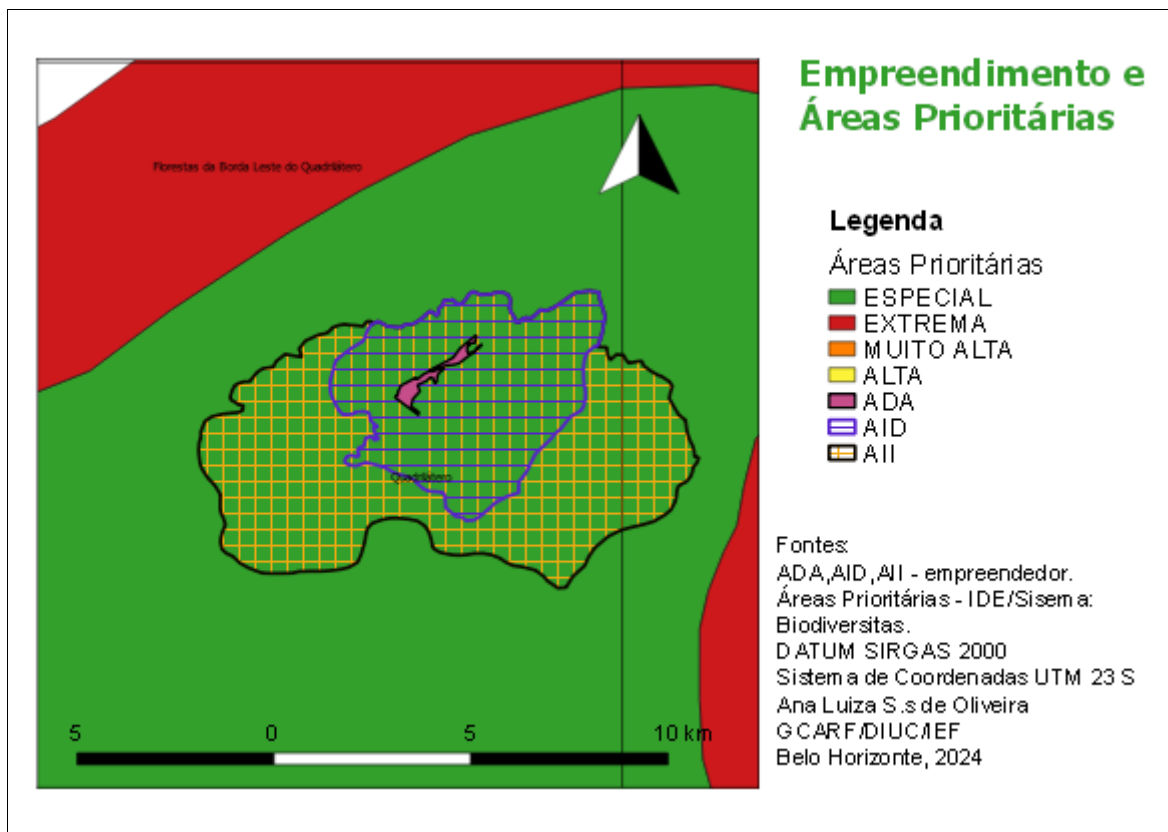 Empreendimento e
Áreas Prioritárias
Florestas da Borda Leste do Quadrilátero
Legenda
Áreas Prioritárias
ESPECIAL
EXTREMA
MUITO ALTA
ALTA
ADA
AID
AII
Quadrilátero
Fontes:
ADA,AID,AII - empreendedor.
Áreas Prioritárias - IDE/Sisema:
Biodiversitas.
DATUM SIRGAS 2000
Sistema de Coordenadas UTM 23 S
Ana Luiza S.s de Oliveira
GCARF/DIUC/IEF
Belo Horizonte, 2024
5 0 5 10 km